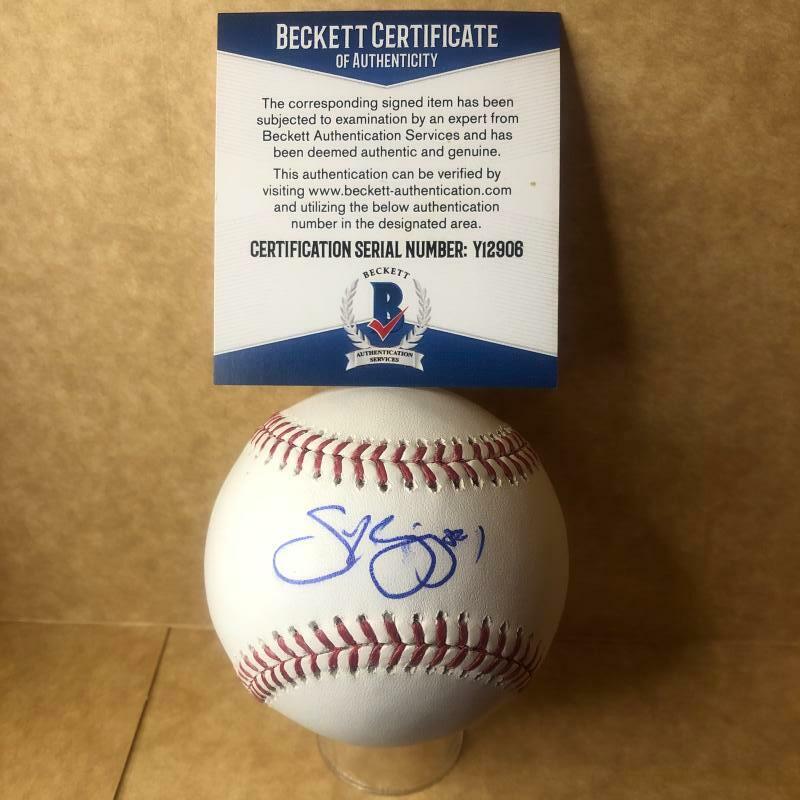 BECKETT CERTIFICATE
OF AUTHENTICITY
The corresponding signed item has been
subjected to examination by an expert from
Beckett Authentication Services and has
been deemed authentic and genuine.
This authentication can be verified by
visiting www.beckett-authentication.com
and utilizing the below authentication
number in the designated area.
CERTIFICATION SERIAL NUMBER: Y12906
BECKETT
B
AUTHENTICATION
SERVICES